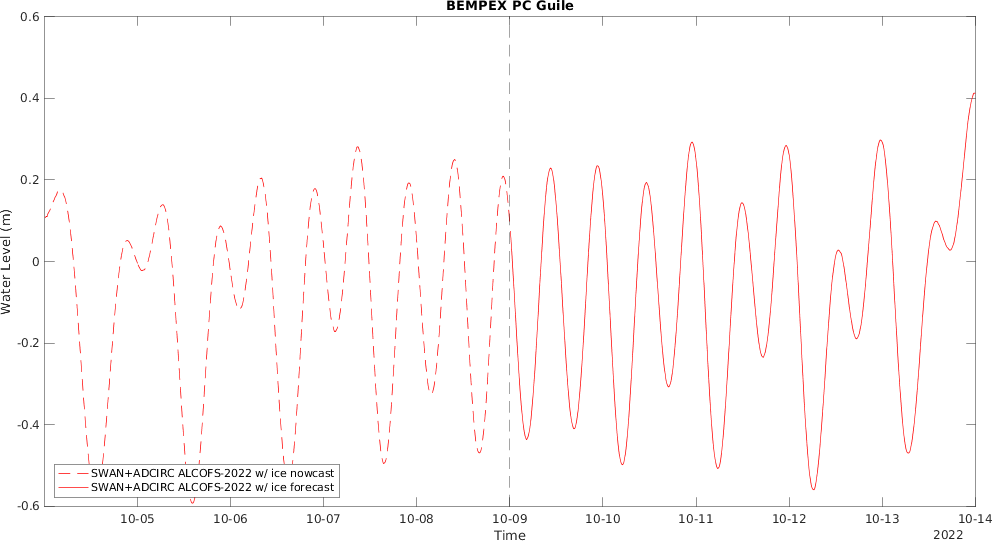 BEMPEX PC Guile
0.6
0.4
0.2
0
-0.2
-0.4
-0.6
Water Level (m)
SWAN+ADCIRC ALCOFS-2022 w/ ice nowcast
SWAN+ADCIRC ALCOFS-2022 w/ ice forecast
10-05 10-06 10-07 10-08 10-09 10-10 10-11 10-12 10-13 10-14
Time
2022